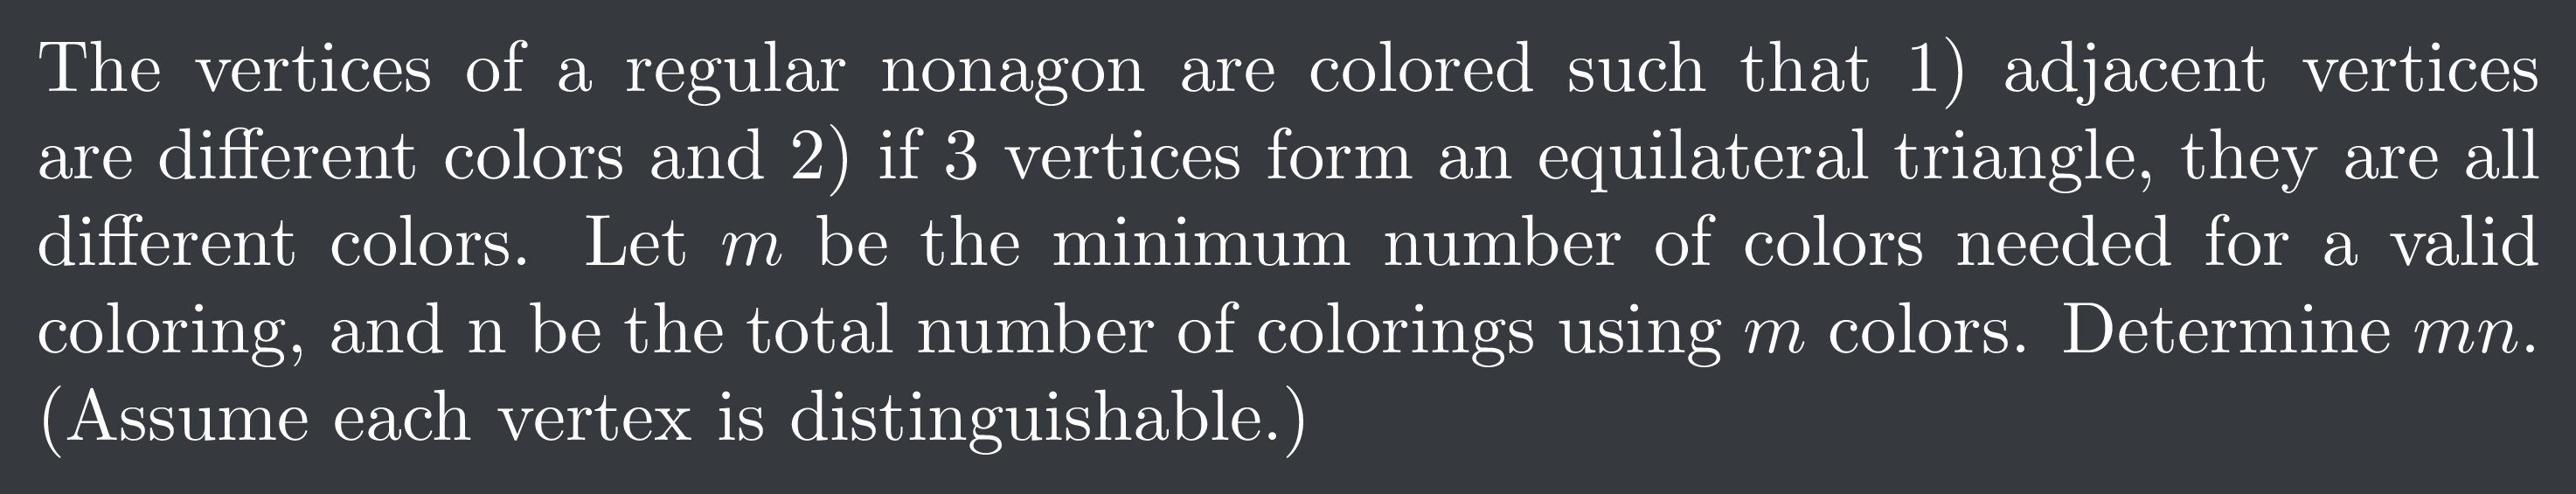 The vertices of a regular nonagon are colored such that 1) adjacent vertices
are different colors and 2) if 3 vertices form an equilateral triangle, they are all
different colors. Let m be the minimum number of colors needed for a valid
coloring, and n be the total number of colorings using m colors. Determine mn.
(Assume each vertex is distinguishable.)